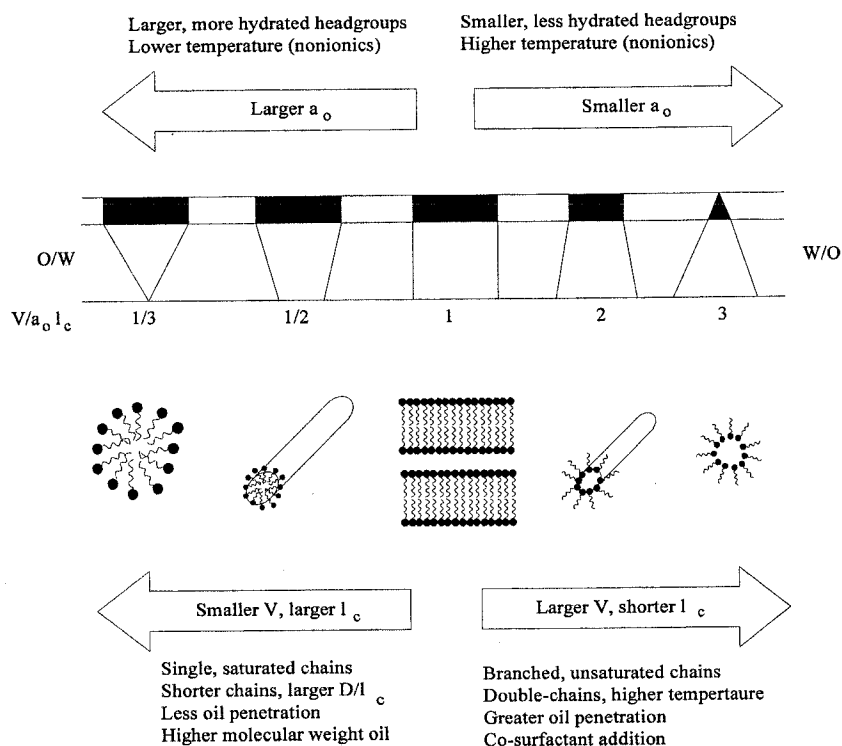 Larger, more hydrated headgroups
Lower temperature (nonionics)
Smaller, less hydrated headgroups
Higher temperature (nonionics)
Larger a o
Smaller a o
O/W
W/O
V/a o l c
1/3
1/2
1
2
3
Smaller V, larger l c
Larger V, shorter l c
Single, saturated chains
Shorter chains, larger D/l c
Less oil penetration
Higher molecular weight oil
Branched, unsaturated chains
Double-chains, higher tempertaure
Greater oil penetration
Co-surfactant addition